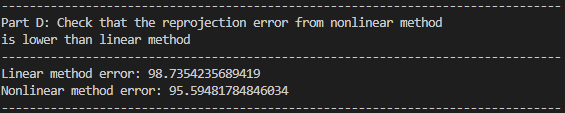 --------------------------------------------------------------------------------
Part D: Check that the reprojection error from nonlinear method
is lower than linear method
--------------------------------------------------------------------------------
Linear method error: 98.7354235689419
Nonlinear method error: 95.59481784846034
--------------------------------------------------------------------------------